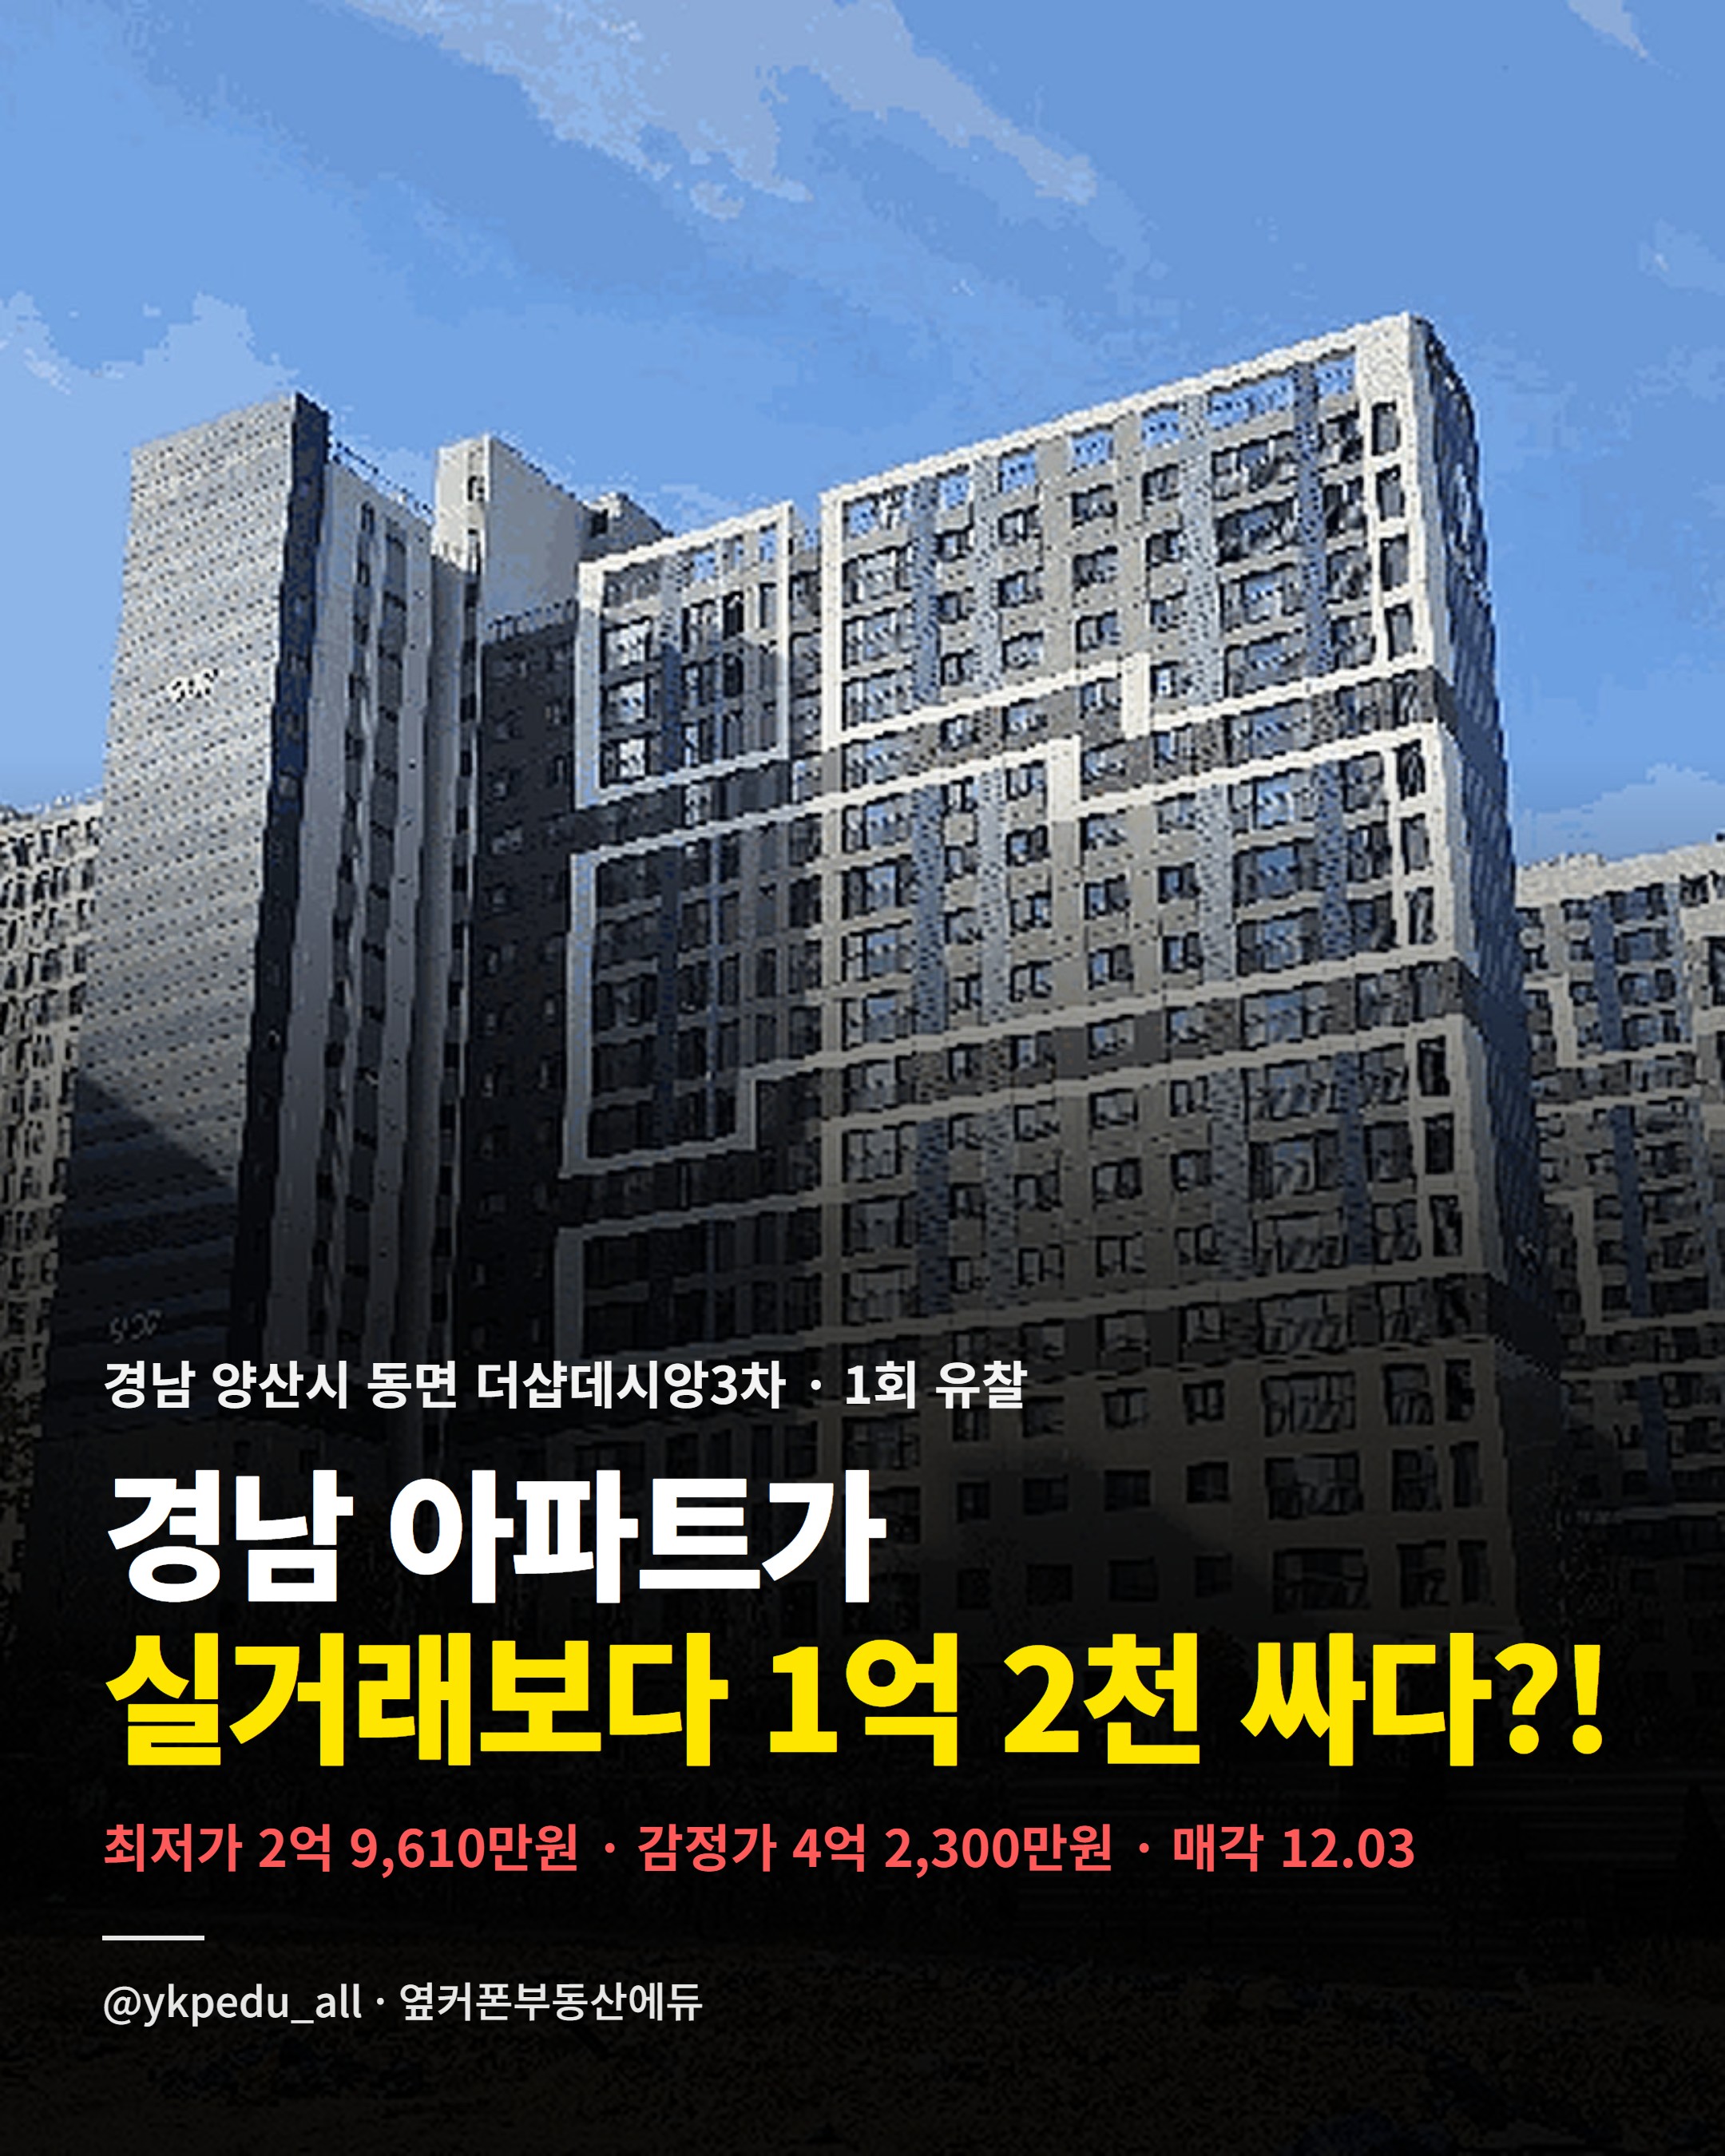 경남 양산시 동면 더샵데시앙3차 · 1회 유찰
경남 아파트가
실거래보다 1억 2천 싸다?!
최저가 2억 9,610만원 · 감정가 4억 2,300만원 · 매각 12.03
@ykpedu_all · 옆커폰부동산에듀